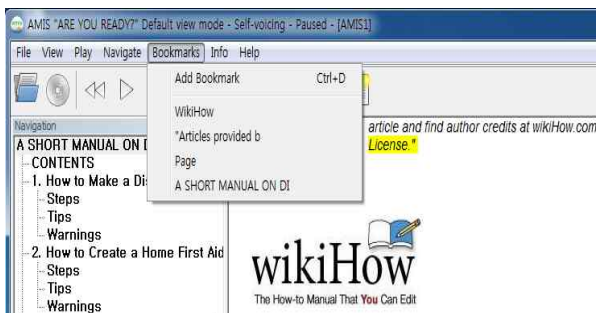 AMIS "ARE YOU READY?" Default view mode - Self-voicing - Paused - [AMIS1]
File View Play Navigate Bookmarks Info Help
Add Bookmark Ctrl+D
WikiHow
"Articles provided b
Page
A SHORT MANUAL ON DI
Navigation
A SHORT MANUAL ON
CONTENTS
1. How to Make a Di
Steps
Tips
Warnings
2. How to Create a Home First Aid
Steps
Tips
Warnings
article and find author credits at wikiHow.com
License."
wikiHow
The How-to Manual That You Can Edit